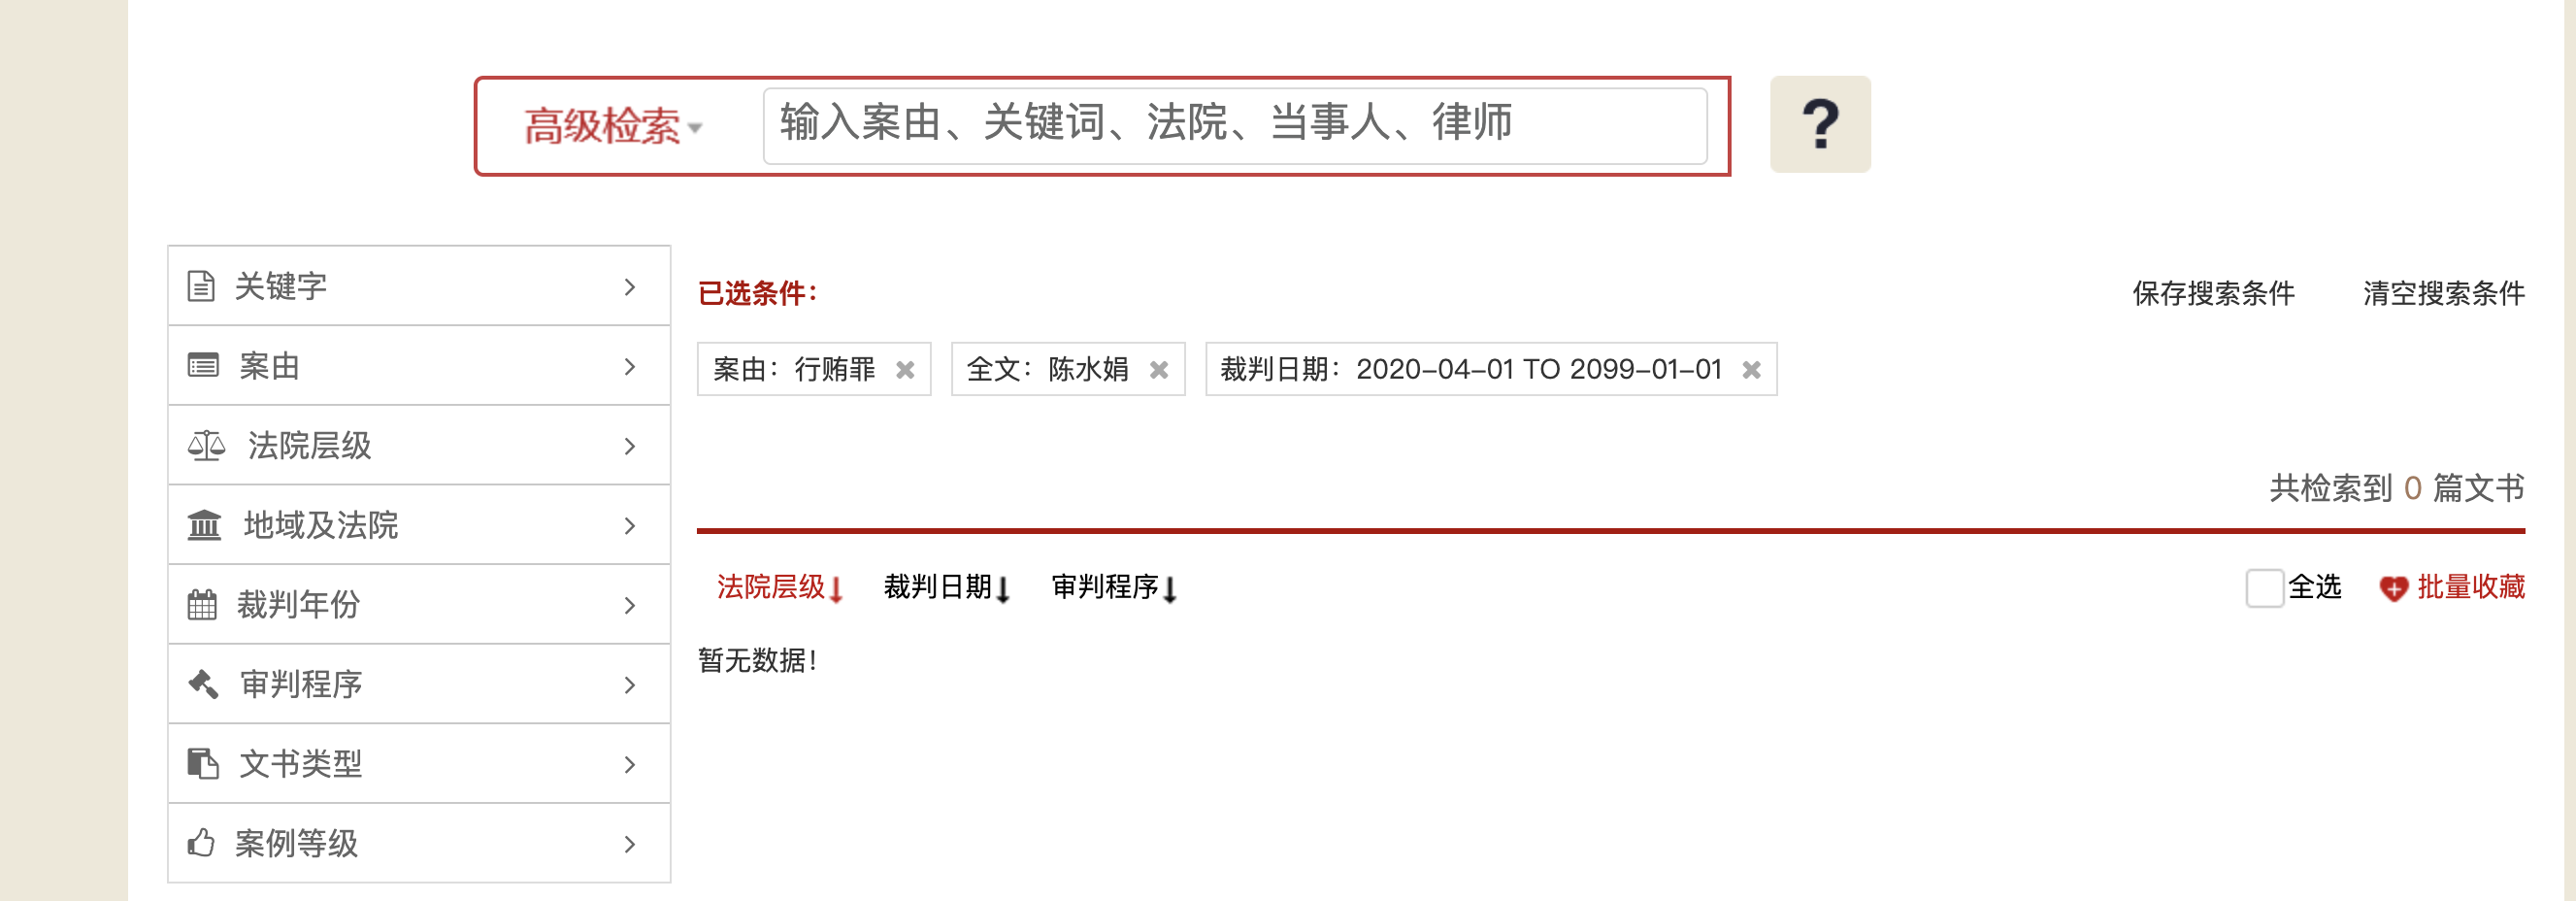 高级检索 输入案由、关键词、法院、当事人、律师 ?
关键字
案由
法院层级
地域及法院
裁判年份
审判程序
文书类型
案例等级
已选条件： 保存搜索条件 清空搜索条件
案由：行贿罪 全文：陈水娟 裁判日期：2020-04-01 TO 2099-01-01
共检索到 0 篇文书
法院层级 裁判日期 审判程序 全选 批量收藏
暂无数据！